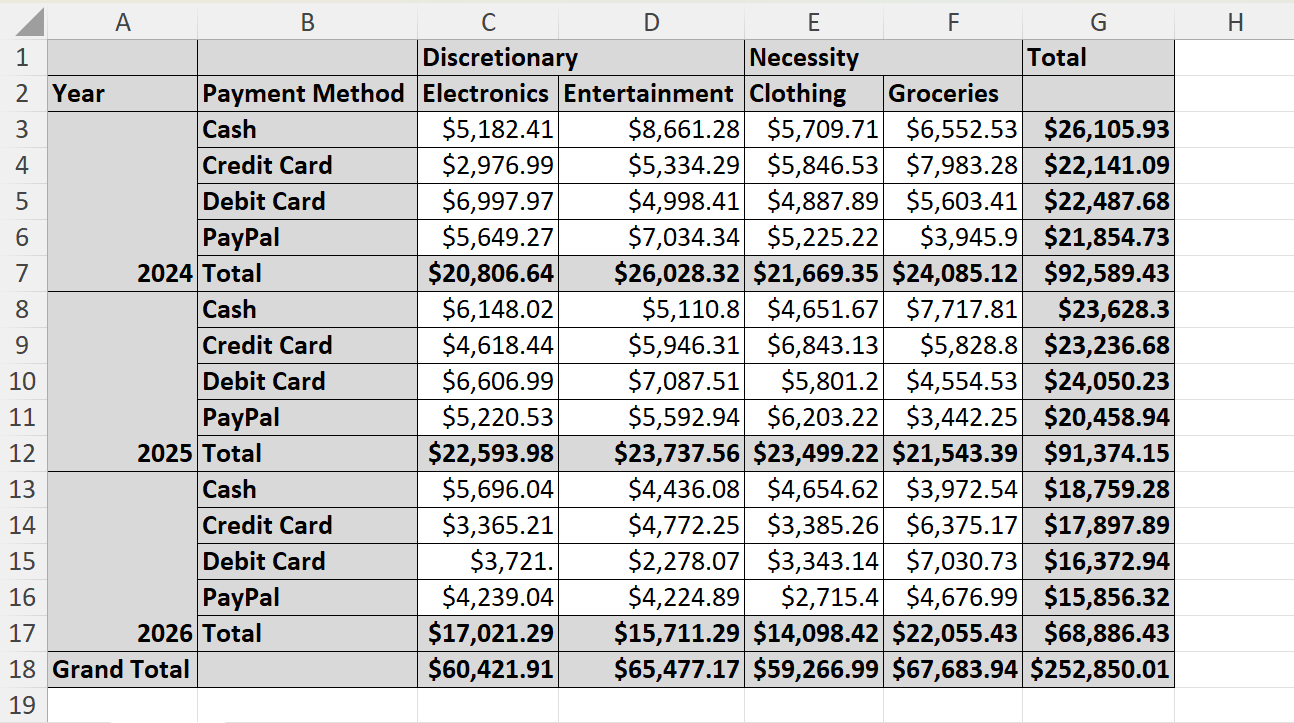 A B C D E F G H
1 Discretionary Necessity Total
2 Year Payment Method Electronics Entertainment Clothing Groceries
3 Cash $5,182.41 $8,661.28 $5,709.71 $6,552.53 $26,105.93
4 Credit Card $2,976.99 $5,334.29 $5,846.53 $7,983.28 $22,141.09
5 Debit Card $6,997.97 $4,998.41 $4,887.89 $5,603.41 $22,487.68
6 PayPal $5,649.27 $7,034.34 $5,225.22 $3,945.9 $21,854.73
7 2024 Total $20,806.64 $26,028.32 $21,669.35 $24,085.12 $92,589.43
8 Cash $6,148.02 $5,110.8 $4,651.67 $7,717.81 $23,628.3
9 Credit Card $4,618.44 $5,946.31 $6,843.13 $5,828.8 $23,236.68
10 Debit Card $6,606.99 $7,087.51 $5,801.2 $4,554.53 $24,050.23
11 PayPal $5,220.53 $5,592.94 $6,203.22 $3,442.25 $20,458.94
12 2025 Total $22,593.98 $23,737.56 $23,499.22 $21,543.39 $91,374.15
13 Cash $5,696.04 $4,436.08 $4,654.62 $3,972.54 $18,759.28
14 Credit Card $3,365.21 $4,772.25 $3,385.26 $6,375.17 $17,897.89
15 Debit Card $3,721. $2,278.07 $3,343.14 $7,030.73 $16,372.94
16 PayPal $4,239.04 $4,224.89 $2,715.4 $4,676.99 $15,856.32
17 2026 Total $17,021.29 $15,711.29 $14,098.42 $22,055.43 $68,886.43
18 Grand Total $60,421.91 $65,477.17 $59,266.99 $67,683.94 $252,850.01
19